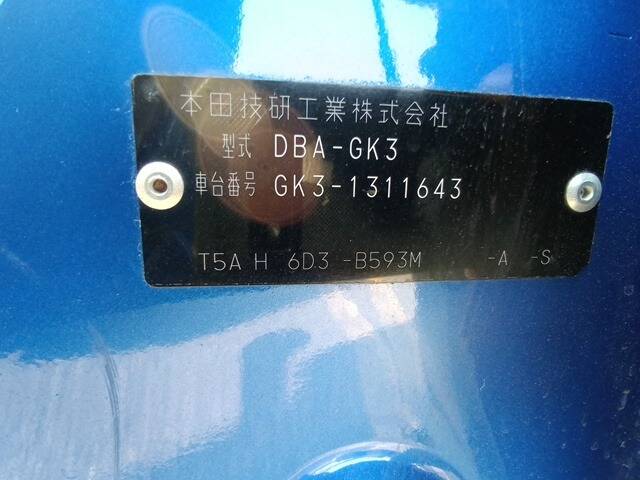 本田技研工業株式会社
型式 DBA-GK3
車台番号 GK3-1311643
T5A H 6D3 -B593M -A -S